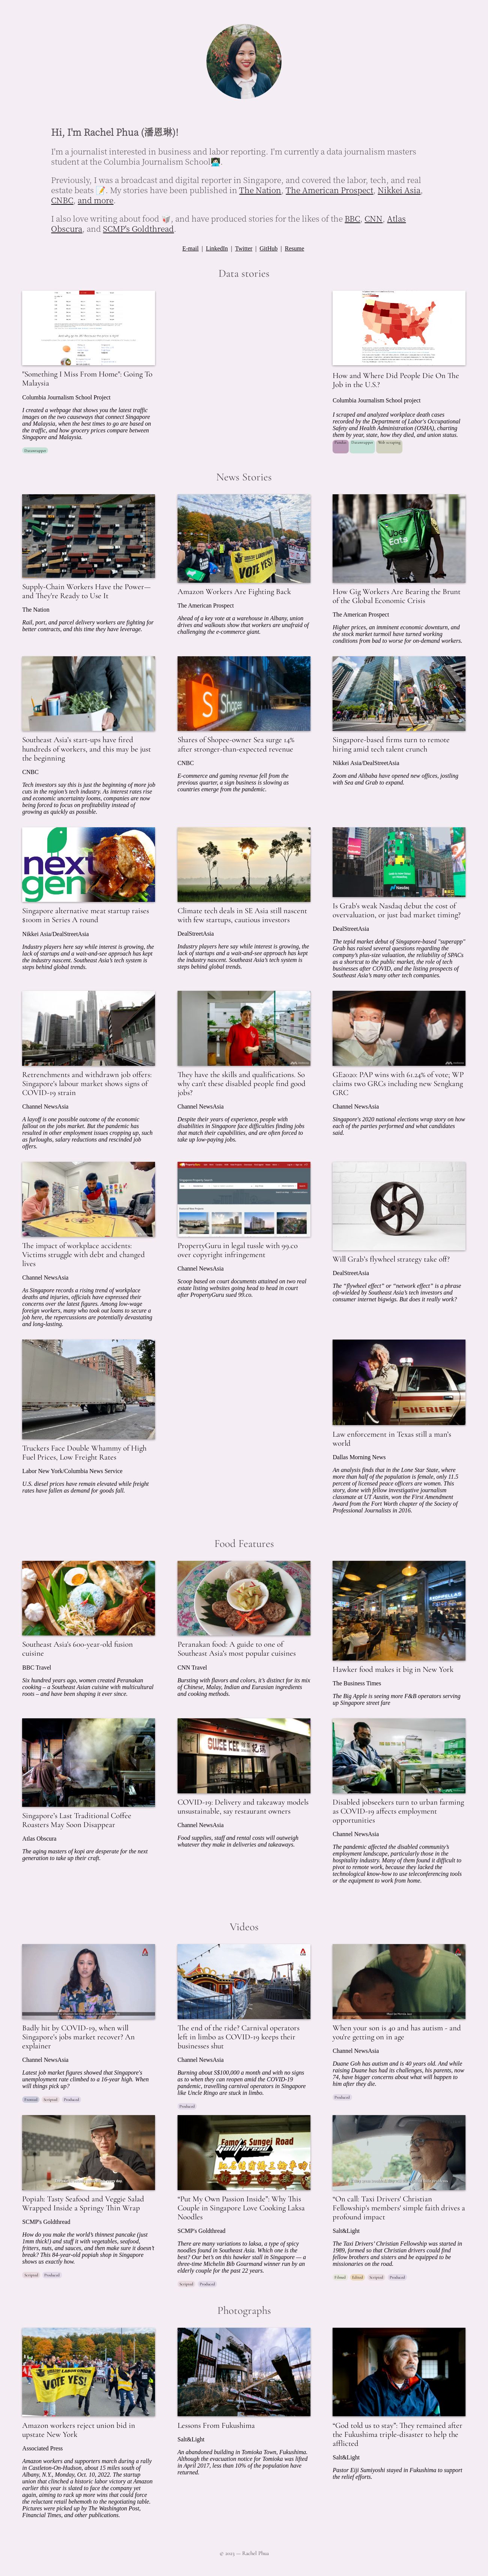 Hi, I'm Rachel Phua (潘恩琳)!
I'm a journalist interested in business and labor reporting. I'm currently a data journalism masters
student at the Columbia Journalism School
Previously, I was a broadcast and digital reporter in Singapore, and covered the labor, tech, and real
estate beats 📝. My stories have been published in The Nation, The American Prospect, Nikkei Asia,
CNBC, and more.
I also love writing about food 🥡, and have produced stories for the likes of the BBC, CNN, Atlas
Obscura, and SCMP's Goldthread.
E-mail | LinkedIn | Twitter | GitHub | Resume
Data stories
"Something I Miss From Home": Going To
Malaysia
Columbia Journalism School Project
I created a webpage that shows you the latest traffic
images on the two causeways that connect Singapore
and Malaysia, when the best times to go are based on
the traffic, and how grocery prices compare between
Singapore and Malaysia.
How and Where Did People Die On The
Job in the U.S.?
Columbia Journalism School project
I scraped and analyzed workplace death cases
recorded by the Department of Labor's Occupational
Safety and Health Administration (OSHA), charting
them by year, state, how they died, and union status.
Web scraping
News Stories
Supply-Chain Workers Have the Power—
and They're Ready to Use It
The Nation
Rail, port, and parcel delivery workers are fighting for
better contracts, and this time they have leverage.
VOTE YES!
Amazon Workers Are Fighting Back
The American Prospect
Ahead of a key vote at a warehouse in Albany, union
drives and walkouts show that workers are unafraid of
challenging the e-commerce giant.
Uber
Eats
How Gig Workers Are Bearing the Brunt
of the Global Economic Crisis
The American Prospect
Higher prices, an imminent economic downturn, and
the stock market turmoil have turned working
conditions from bad to worse for on-demand workers.
Southeast Asia's start-ups have fired
hundreds of workers, and this may be just
the beginning
CNBC
Tech investors say this is just the beginning of more job
cuts in the region's tech industry. As interest rates rise
and economic uncertainty looms, companies are now
being forced to focus on profitability instead of
growing as quickly as possible.
Shopee
Shares of Shopee-owner Sea surge 14%
after stronger-than-expected revenue
CNBC
E-commerce and gaming revenue fell from the
previous quarter, a sign business is slowing as
countries emerge from the pandemic.
Singapore-based firms turn to remote
hiring amid tech talent crunch
Nikkei Asia/DealStreetAsia
Zoom and Alibaba have opened new offices, jostling
with Sea and Grab to expand.
next
gen
Singapore alternative meat startup raises
$100m in Series A round
Nikkei Asia/DealStreetAsia
Industry players here say while interest is growing, the
lack of startups and a wait-and-see approach has kept
the industry nascent. Southeast Asia's tech system is
steps behind global trends.
Climate tech deals in SE Asia still nascent
with few startups, cautious investors
DealStreetAsia
Industry players here say while interest is growing, the
lack of startups and a wait-and-see approach has kept
the industry nascent. Southeast Asia's tech system is
steps behind global trends.
Nasdaq
Is Grab's weak Nasdaq debut the cost of
overvaluation, or just bad market timing?
DealStreetAsia
The tepid market debut of Singapore-based "superapp"
Grab has raised several questions regarding the
company's plus-size valuation, the reliability of SPACs
as a shortcut to the public market, the role of tech
businesses after COVID, and the listing prospects of
Southeast Asia's many other tech companies.
Retrenchments and withdrawn job offers:
Singapore's labour market shows signs of
COVID-19 strain
Channel NewsAsia
A layoff is one possible outcome of the economic
fallout on the jobs market. But the pandemic has
resulted in other employment issues cropping up, such
as furloughs, salary reductions and rescinded job
offers.
They have the skills and qualifications. So
why can't these disabled people find good
jobs?
Channel NewsAsia
Despite their years of experience, people with
disabilities in Singapore face difficulties finding jobs
that match their capabilities, and are often forced to
take up low-paying jobs.
GE2020: PAP wins with 61.24% of vote; WP
claims two GRCs including new Sengkang
GRC
Channel NewsAsia
Singapore's 2020 national elections wrap story on how
each of the parties performed and what candidates
said.
The impact of workplace accidents:
Victims struggle with debt and changed
lives
Channel NewsAsia
As Singapore records a rising trend of workplace
deaths and injuries, officials have expressed their
concerns over the latest figures. Among low-wage
foreign workers, many who took out loans to secure a
job here, the repercussions are potentially devastating
and long-lasting.
PropertyGuru in legal tussle with 99.co
over copyright infringement
Channel NewsAsia
Scoop based on court documents attained on two real
estate listing websites going head to head in court
after PropertyGuru sued 99.co.
Will Grab's flywheel strategy take off?
DealStreetAsia
The "flywheel effect" or "network effect" is a phrase
oft-wielded by Southeast Asia's tech investors and
consumer internet bigwigs. But does it really work?
Truckers Face Double Whammy of High
Fuel Prices, Low Freight Rates
Labor New York/Columbia News Service
U.S. diesel prices have remain elevated while freight
rates have fallen as demand for goods fall.
SHERIFF
Law enforcement in Texas still a man's
world
Dallas Morning News
An analysis finds that in the Lone Star State, where
more than half of the population is female, only 11.5
percent of licensed peace officers are women. This
story, done with fellow investigative journalism
classmate at UT Austin, won the First Amendment
Award from the Fort Worth chapter of the Society of
Professional Journalists in 2016.
Food Features
Southeast Asia's 600-year-old fusion
cuisine
BBC Travel
Six hundred years ago, women created Peranakan
cooking – a Southeast Asian cuisine with multicultural
roots – and have been shaping it ever since.
Peranakan food: A guide to one of
Southeast Asia's most popular cuisines
CNN Travel
Bursting with flavors and colors, it's distinct for its mix
of Chinese, Malay, Indian and Eurasian ingredients
and cooking methods.
Hawker food makes it big in New York
The Business Times
The Big Apple is seeing more F&B operators serving
up Singapore street fare
Singapore's Last Traditional Coffee
Roasters May Soon Disappear
Atlas Obscura
The aging masters of kopi are desperate for the next
generation to take up their craft.
GUIXE KEE
COVID-19: Delivery and takeaway models
unsustainable, say restaurant owners
Channel NewsAsia
Food supplies, staff and rental costs will outweigh
whatever they make in deliveries and takeaways.
Disabled jobseekers turn to urban farming
as COVID-19 affects employment
opportunities
Channel NewsAsia
The pandemic affected the disabled community's
employment landscape, particularly those in the
hospitality industry. Many of them found it difficult to
pivot to remote work, because they lacked the
technological know-how to use teleconferencing tools
or the equipment to work from home.
Videos
Badly hit by COVID-19, when will
Singapore's jobs market recover? An
explainer
Channel NewsAsia
Latest job market figures showed that Singapore's
unemployment rate climbed to a 16-year high. When
will things pick up?
Scripted Produced
The end of the ride? Carnival operators
left in limbo as COVID-19 keeps their
businesses shut
Channel NewsAsia
Burning about S$100,000 a month and with no signs
as to when they can reopen amid the COVID-19
pandemic, travelling carnival operators in Singapore
like Uncle Ringo are stuck in limbo.
Produced
When your son is 40 and has autism - and
you're getting on in age
Channel NewsAsia
Duane Goh has autism and is 40 years old. And while
raising Duane has had its challenges, his parents, now
74, have bigger concerns about what will happen to
him after they die.
Produced
Popiah: Tasty Seafood and Veggie Salad
Wrapped Inside a Springy Thin Wrap
SCMP's Goldthread
How do you make the world's thinnest pancake (just
1mm thick!) and stuff it with vegetables, seafood,
fritters, nuts, and sauces, and then make sure it doesn't
break? This 84-year-old popiah shop in Singapore
shows us exactly how.
Scripted Produced
Famous Sungei Road
"Put My Own Passion Inside": Why This
Couple in Singapore Love Cooking Laksa
Noodles
SCMP's Goldthread
There are many variations to laksa, a type of spicy
noodles found in Southeast Asia. Which one is the
best? Our bet's on this hawker stall in Singapore — a
three-time Michelin Bib Gourmand winner run by an
elderly couple for the past 22 years.
Scripted Produced
"On call: Taxi Drivers' Christian
Fellowship's members' simple faith drives a
profound impact
Salt&Light
The Taxi Drivers' Christian Fellowship was started in
1989, formed so that Christian drivers could find
fellow brothers and sisters and be equipped to be
missionaries on the road.
Filmed Edited Scripted Produced
Photographs
VOTE YES!
Amazon workers reject union bid in
upstate New York
Associated Press
Amazon workers and supporters march during a rally
in Castleton-On-Hudson, about 15 miles south of
Albany, N.Y., Monday, Oct. 10, 2022. The startup
union that clinched a historic labor victory at Amazon
earlier this year is slated to face the company yet
again, aiming to rack up more wins that could force
the reluctant retail behemoth to the negotiating table.
Pictures were picked up by The Washington Post,
Financial Times, and other publications.
Lessons From Fukushima
Salt&Light
An abandoned building in Tomioka Town, Fukushima.
Although the evacuation notice for Tomioka was lifted
in April 2017, less than 10% of the population have
returned.
"God told us to stay": They remained after
the Fukushima triple-disaster to help the
afflicted
Salt&Light
Pastor Eiji Sumiyoshi stayed in Fukushima to support
the relief efforts.
© 2023 — Rachel Phua